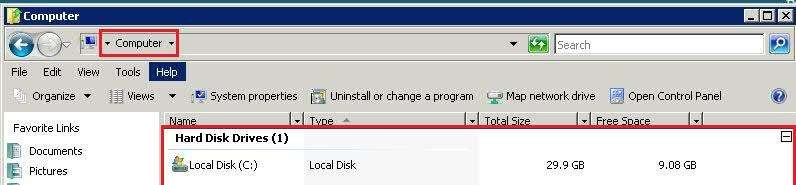 Computer
Computer Search
File Edit View Tools Help
Organize Views System properties Uninstall or change a program Map network drive Open Control Panel
Favorite Links Name Type Total Size Free Space
Documents Hard Disk Drives (1)
Pictures Local Disk (C:) Local Disk 29.9 GB 9.08 GB